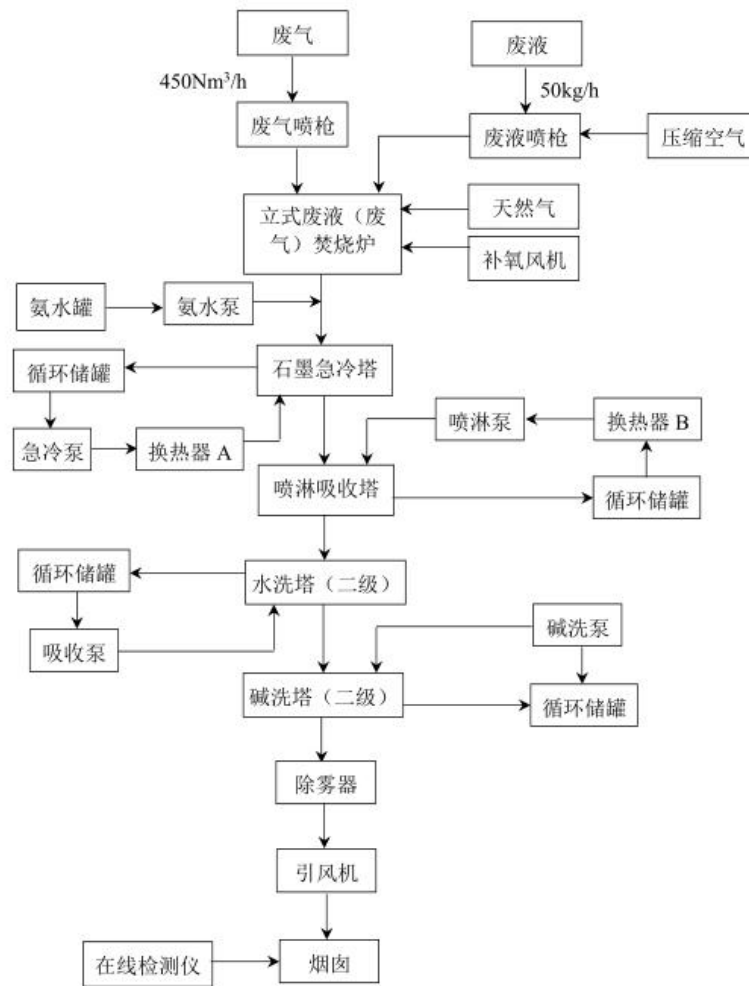 废气
废液
450Nm³/h
50kg/h
废气喷枪
废液喷枪
压缩空气
立式废液（废
气）焚烧炉
天然气
补氧风机
氨水罐
氨水泵
石墨急冷塔
循环储罐
急冷泵
换热器 A
喷淋泵
换热器 B
喷淋吸收塔
循环储罐
循环储罐
水洗塔（二级）
吸收泵
碱洗泵
碱洗塔（二级）
循环储罐
除雾器
引风机
在线检测仪
烟囱